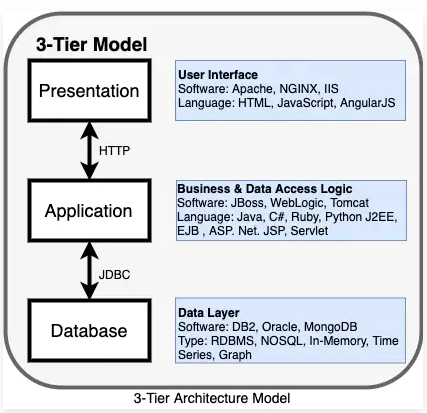 3-Tier Model
Presentation
User Interface
Software: Apache, NGINX, IIS
Language: HTML, JavaScript, AngularJS
HTTP
Application
Business & Data Access Logic
Software: JBoss, WebLogic, Tomcat
Language: Java, C#, Ruby, Python J2EE,
EJB , ASP. Net. JSP, Servlet
JDBC
Database
Data Layer
Software: DB2, Oracle, MongoDB
Type: RDBMS, NOSQL, In-Memory, Time
Series, Graph
3-Tier Architecture Model